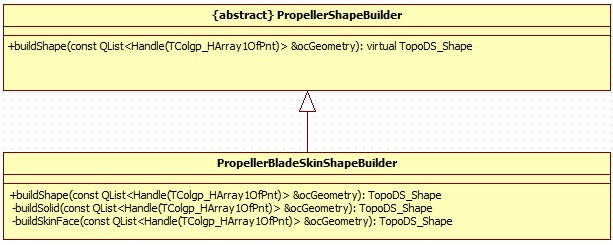 {abstract} PropellerShapeBuilder
+buildShape(const QList<Handle(TColgp_HArray1OfPnt)> &ocGeometry): virtual TopoDS_Shape
PropellerBladeSkinShapeBuilder
+buildShape(const QList<Handle(TColgp_HArray1OfPnt)> &ocGeometry): TopoDS_Shape
-buildSolid(const QList<Handle(TColgp_HArray1OfPnt)> &ocGeometry): TopoDS_Shape
-buildSkinFace(const QList<Handle(TColgp_HArray1OfPnt)> &ocGeometry): TopoDS_Shape